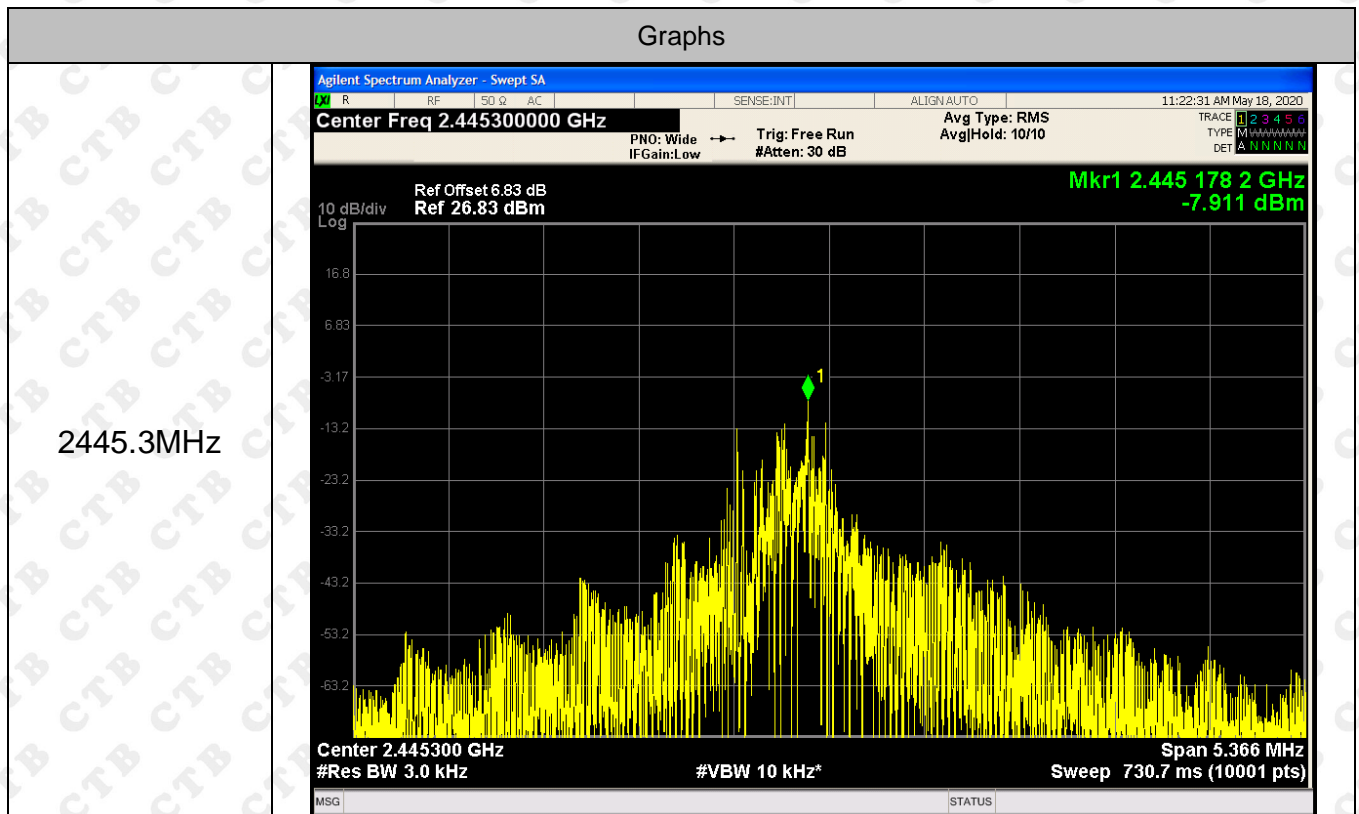 Graphs
2445.3MHz
Agilent Spectrum Analyzer - Swept SA
LXI R RF 50 Ω AC SENSE:INT ALIGN AUTO 11:22:31 AM May 18, 2020
Center Freq 2.445300000 GHz
PNO: Wide
IFGain:Low
Trig: Free Run
#Atten: 30 dB
Avg Type: RMS
Avg|Hold: 10/10
TRACE 1 2 3 4 5 6
TYPE M WWWWW
DET A N N N N N
Mkr1 2.445 178 2 GHz
-7.911 dBm
Ref Offset 6.83 dB
10 dB/div Ref 26.83 dBm
Log
16.8
6.83
-3.17
1
-13.2
-23.2
-33.2
-43.2
-53.2
-63.2
Center 2.445300 GHz Span 5.366 MHz
#Res BW 3.0 kHz #VBW 10 kHz* Sweep 730.7 ms (10001 pts)
MSG STATUS
CTB